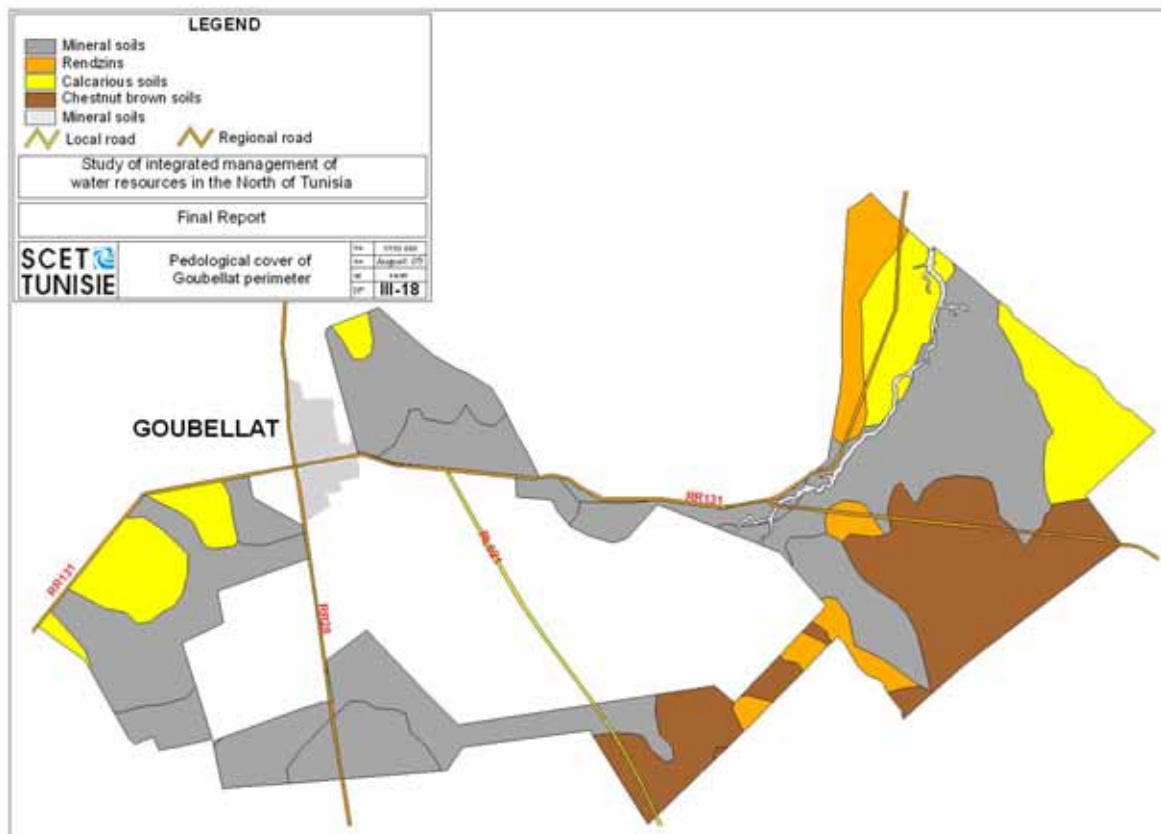 LEGEND
Mineral soils
Rendzins
Calcarious soils
Chestnut brown soils
Mineral soils
Local road
Regional road
Study of integrated management of
water resources in the North of Tunisia
Final Report
SCET
TUNISIE
Pedological cover of
Goubellat perimeter
August 05
III-18
GOUBELLAT
RR131
RR131